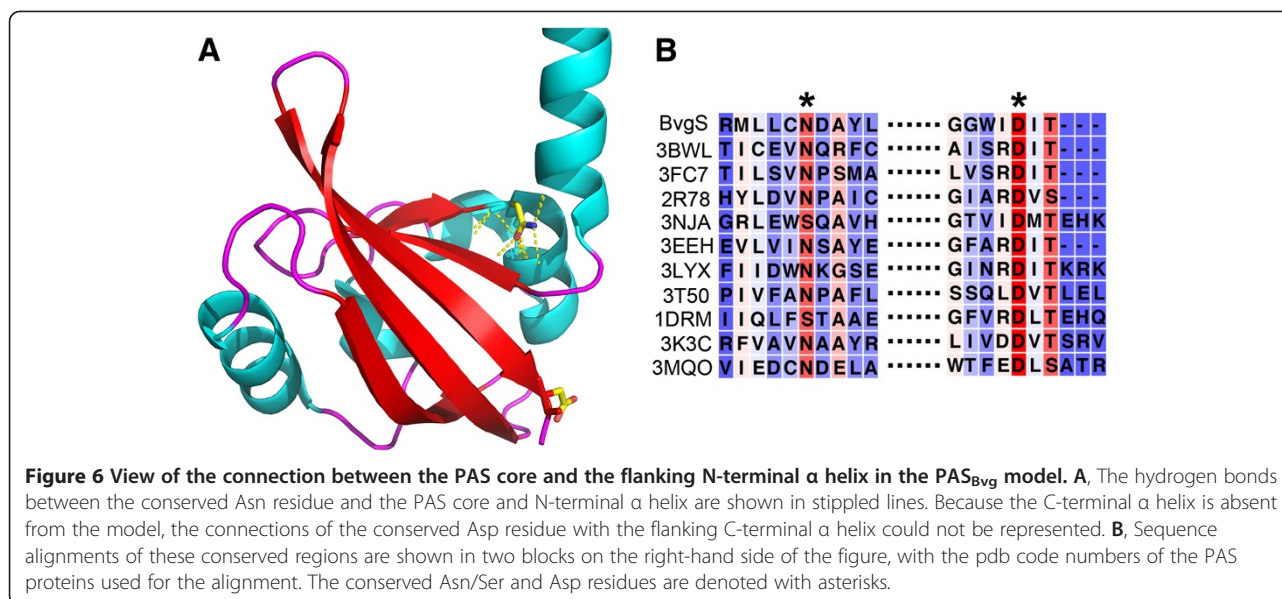 A
B
* *
BvgS RMLLCNDAYL ······ GGWIDIT---
3BWL TICEVNQRFC ······ AISRDIT---
3FC7 TILSVNPSMA ······ LVSRDIT---
2R78 HYLDVNPAIC ······ GIARDVS---
3NJA GRLEWSQAVH ······ GTVIDMTEHK
3EEH EVLVINSAYE ······ GFARDIT---
3LYX FIIDWNKGSE ······ GINRDITKRK
3T50 PIVFANPAFL ······ SSQLDVTLEL
1DRM IIQLFSTAAE ······ GFVRDLTEHQ
3K3C RFVAVNAAYR ······ LIVDDVTSRV
3MQO VIEDCNDELA ······ WTFEDLSATR
Figure 6 View of the connection between the PAS core and the flanking N-terminal α helix in the PASBvg model. A, The hydrogen bonds
between the conserved Asn residue and the PAS core and N-terminal α helix are shown in stippled lines. Because the C-terminal α helix is absent
from the model, the connections of the conserved Asp residue with the flanking C-terminal α helix could not be represented. B, Sequence
alignments of these conserved regions are shown in two blocks on the right-hand side of the figure, with the pdb code numbers of the PAS
proteins used for the alignment. The conserved Asn/Ser and Asp residues are denoted with asterisks.